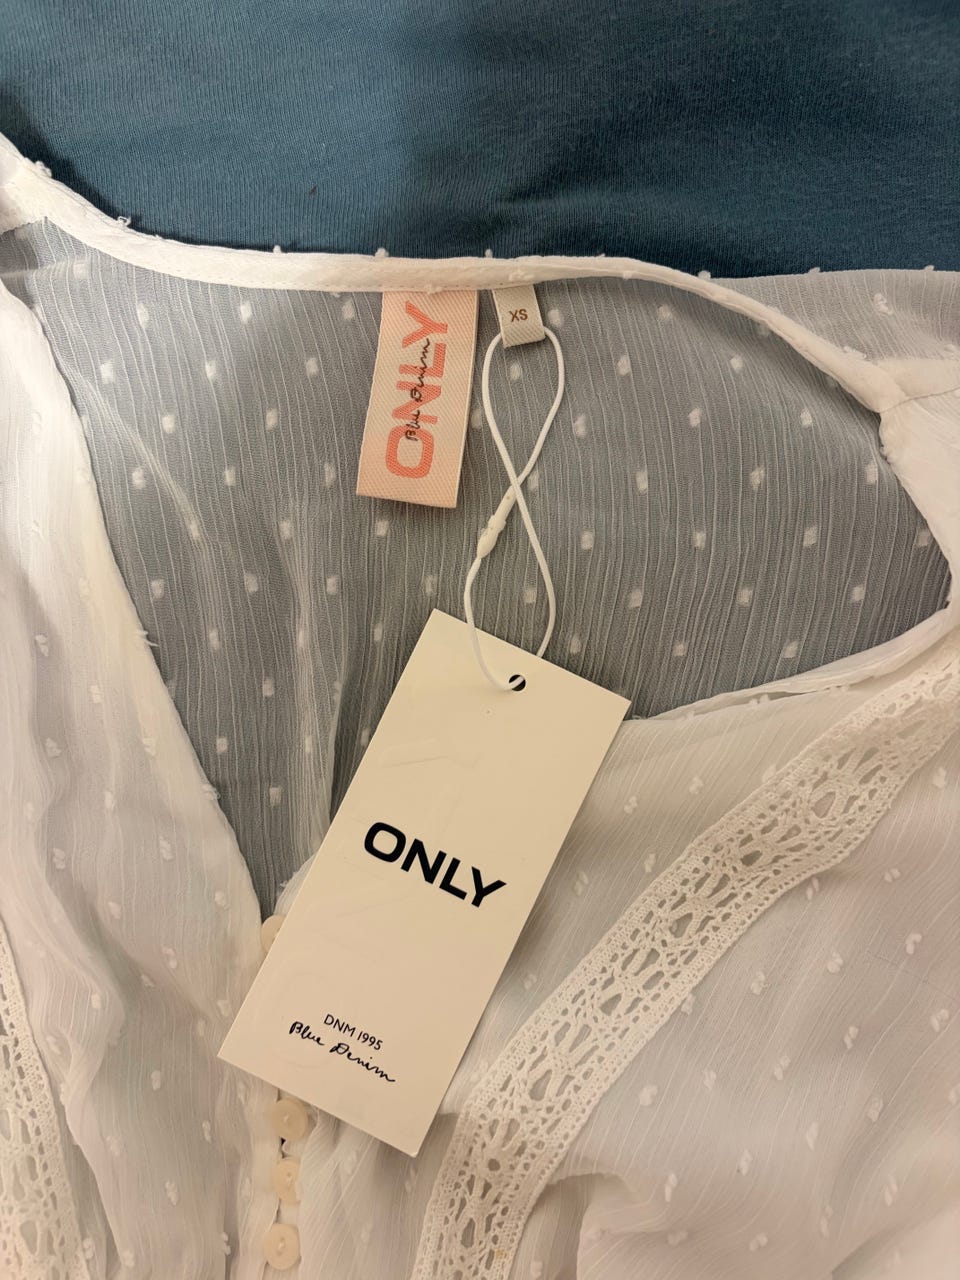 ONLY
Blue Denim
XS
ONLY
DNM 1995
Blue Denim